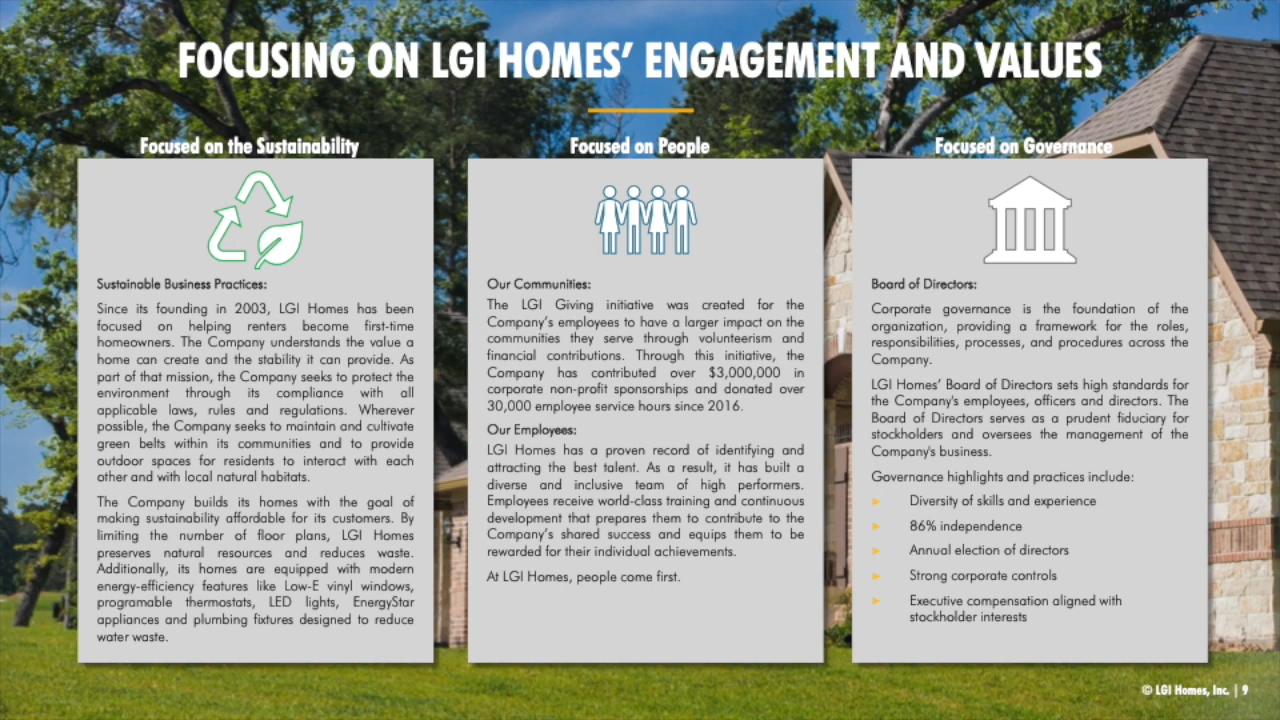 FOCUSING ON LGI HOMES’ ENGAGEMENT AND VALUES
Focused on the Sustainability
Sustainable Business Practices:
Since its founding in 2003, LGI Homes has been
focused on helping renters become first-time
homeowners. The Company understands the value a
home can create and the stability it can provide. As
part of that mission, the Company seeks to protect the
environment through its compliance with all
applicable laws, rules and regulations. Wherever
possible, the Company seeks to maintain and cultivate
green belts within its communities and to provide
outdoor spaces for residents to interact with each
other and with local natural habitats.
The Company builds its homes with the goal of
making sustainability affordable for its customers. By
limiting the number of floor plans, LGI Homes
preserves natural resources and reduces waste.
Additionally, its homes are equipped with modern
energy-efficiency features like Low-E vinyl windows,
programable thermostats, LED lights, EnergyStar
appliances and plumbing fixtures designed to reduce
water waste.
Focused on People
Our Communities:
The LGI Giving initiative was created for the
Company’s employees to have a larger impact on the
communities they serve through volunteerism and
financial contributions. Through this initiative, the
Company has contributed over $3,000,000 in
corporate non-profit sponsorships and donated over
30,000 employee service hours since 2016.
Our Employees:
LGI Homes has a proven record of identifying and
attracting the best talent. As a result, it has built a
diverse and inclusive team of high performers.
Employees receive world-class training and continuous
development that prepares them to contribute to the
Company’s shared success and equips them to be
rewarded for their individual achievements.
At LGI Homes, people come first.
Focused on Governance
Board of Directors:
Corporate governance is the foundation of the
organization, providing a framework for the roles,
responsibilities, processes, and procedures across the
Company.
LGI Homes’ Board of Directors sets high standards for
the Company's employees, officers and directors. The
Board of Directors serves as a prudent fiduciary for
stockholders and oversees the management of the
Company's business.
Governance highlights and practices include:
► Diversity of skills and experience
► 86% independence
► Annual election of directors
► Strong corporate controls
► Executive compensation aligned with
stockholder interests
© LGI Homes, Inc. | 9